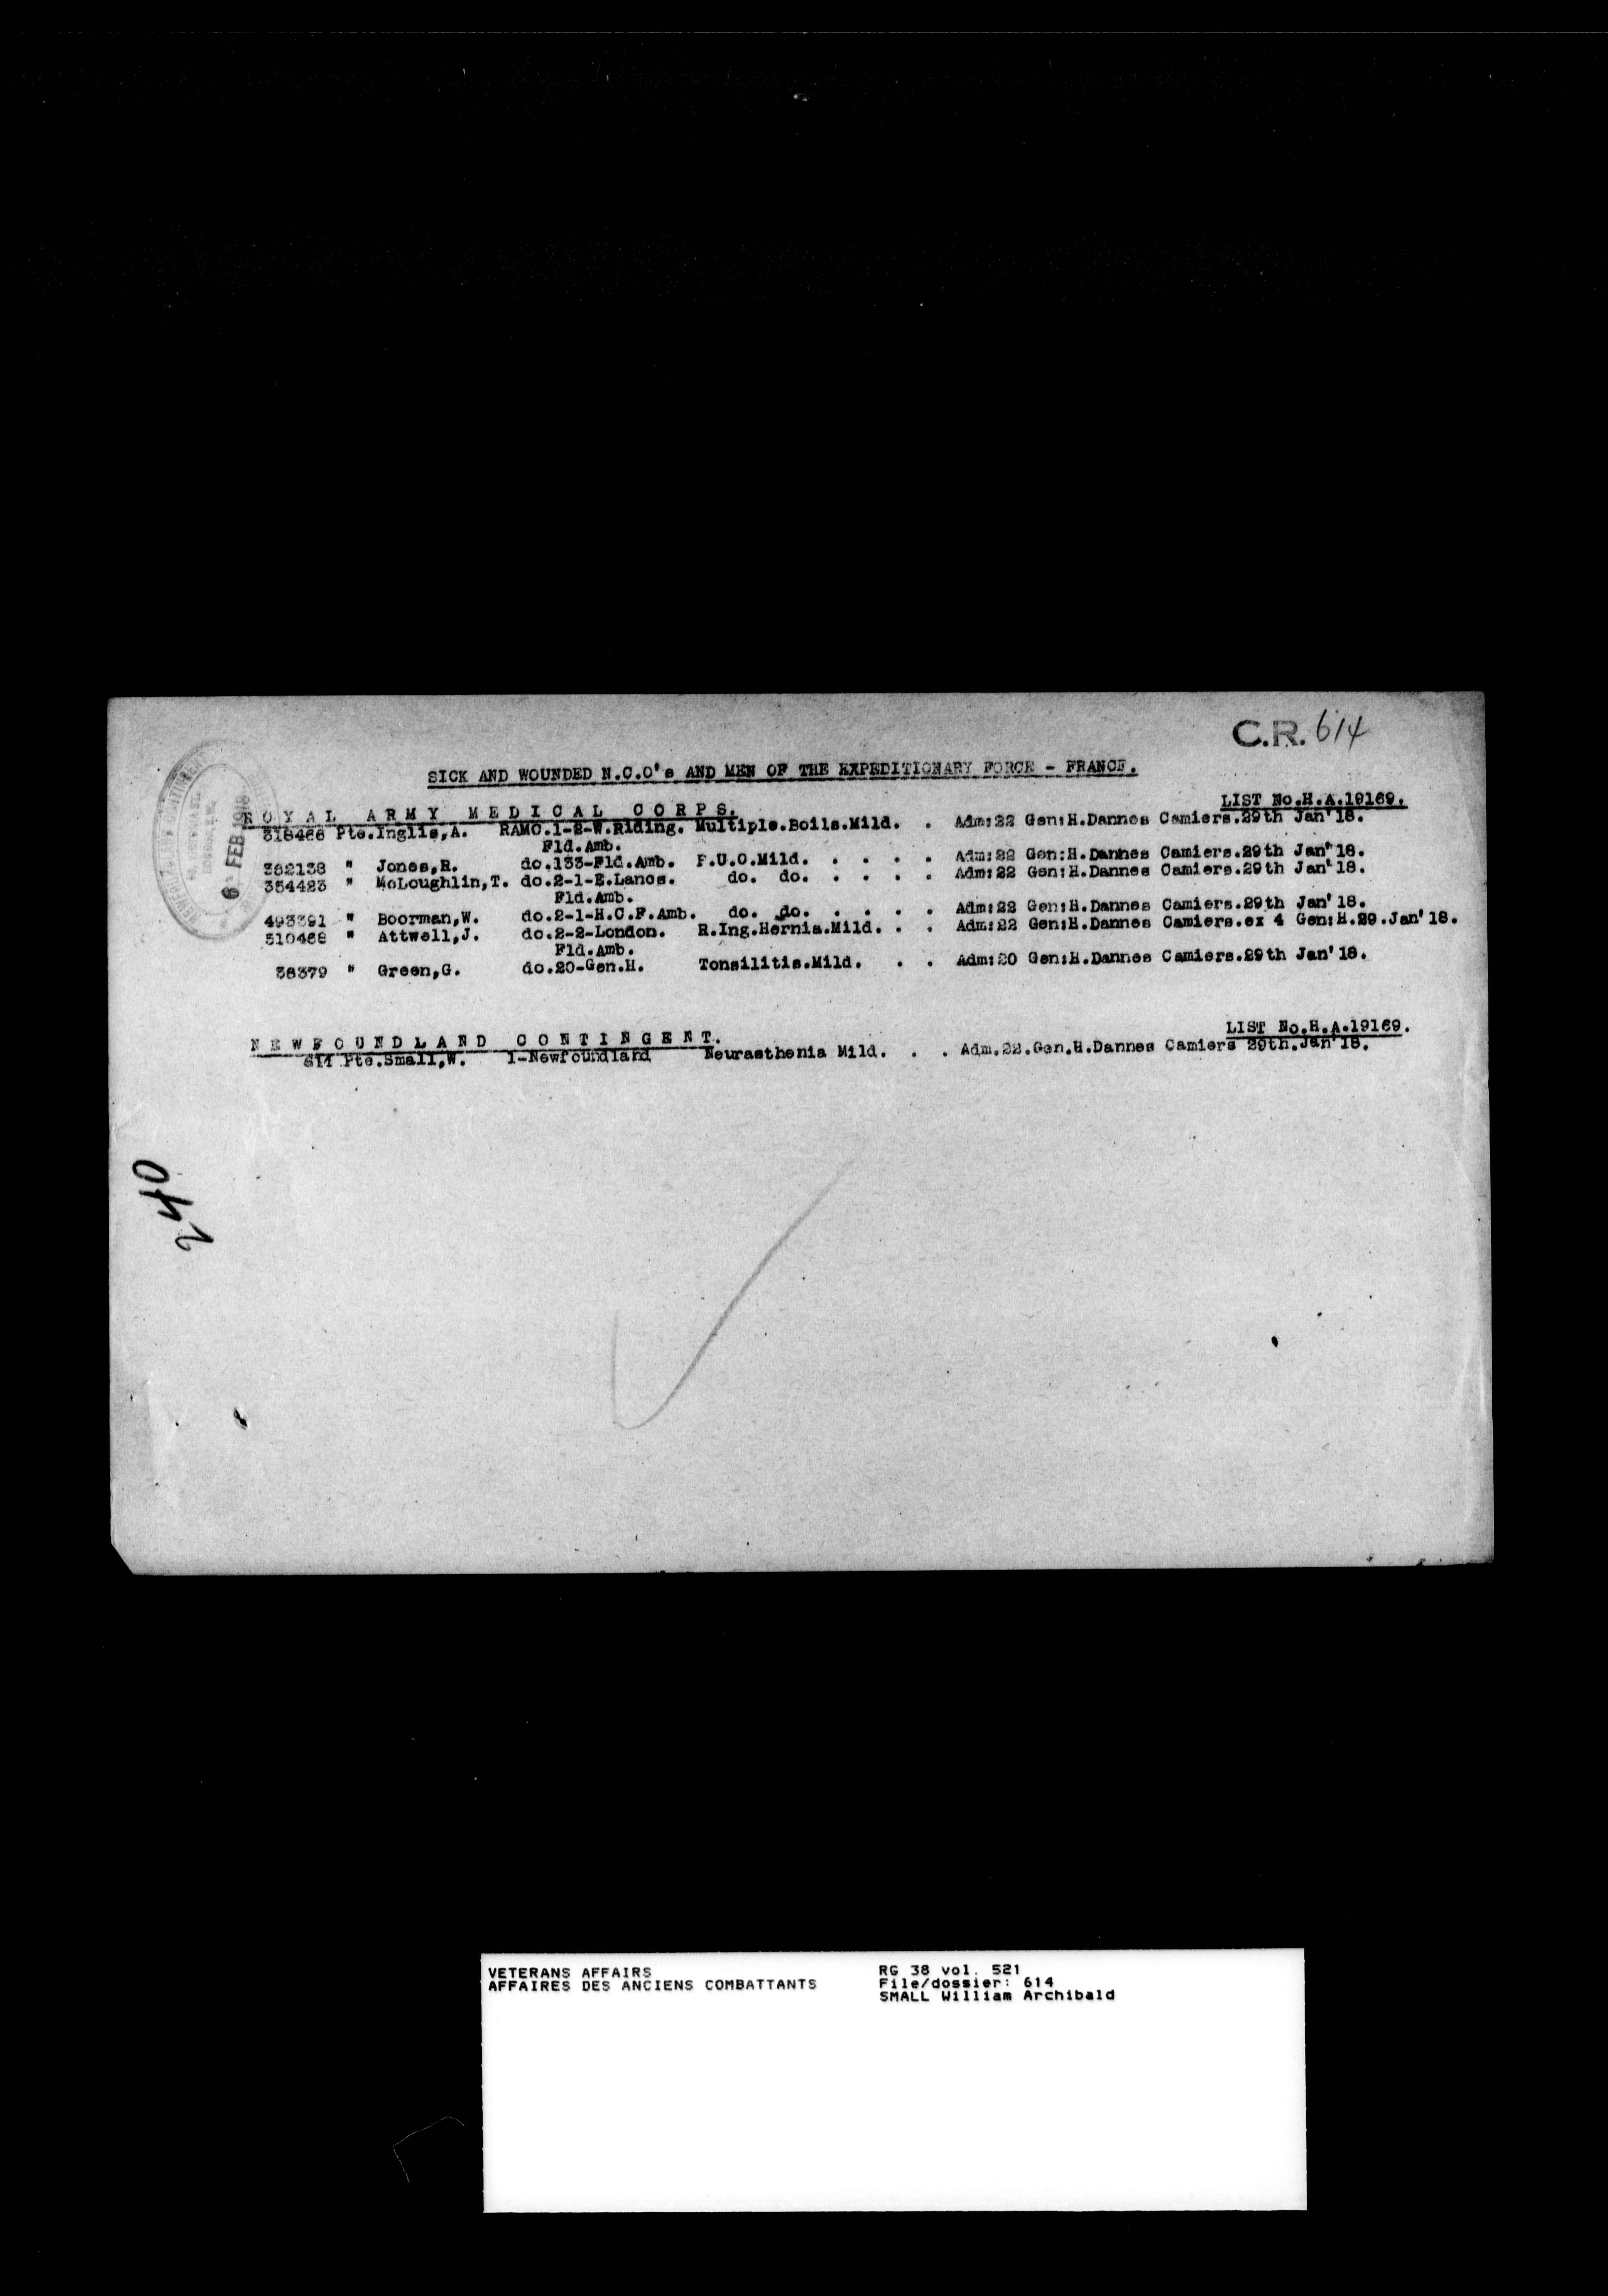 C.R. 614
SICK AND WOUNDED N.C.O's AND MEN OF THE EXPEDITIONARY FORCE - FRANCE.
LIST No.H.A.19169.
ROYAL ARMY MEDICAL CORPS.
318466 Pte.Inglis,A. RAMC.1-2-W.Riding. Multiple.Boils.Mild. . Adm:22 Gen:H.Dannes Camiers.29th Jan'18.
Fld.Amb.
382138 " Jones,R. do.133-Fld.Amb. P.U.O.Mild. . . . . Adm:22 Gen:H.Dannes Camiers.29th Jan'18.
354423 " McLoughlin,T. do.2-1-E.Lancs. do. do. . . . . Adm:22 Gen:H.Dannes Camiers.29th Jan'18.
Fld.Amb.
493391 " Boorman,W. do.2-1-H.C.F.Amb. do. do. . . . . Adm:22 Gen:H.Dannes Camiers.29th Jan'18.
510468 " Attwell,J. do.2-2-London. R.Ing.Hernia.Mild. . . Adm:22 Gen:H.Dannes Camiers.ex 4 Gen:H.29.Jan'18.
Fld.Amb.
38379 " Green,G. do.20-Gen.H. Tonsilitis.Mild. . . Adm:20 Gen:H.Dannes Camiers.29th Jan'18.
LIST No.H.A.19169.
NEWFOUNDLAND CONTINGENT.
614 Pte.Small,W. 1-Newfoundland Neurasthenia Mild. . . Adm.22.Gen.H.Dannes Camiers 29th.Jan'18.
6 FEB 1918
240
VETERANS AFFAIRS
AFFAIRES DES ANCIENS COMBATTANTS
RG 38 vol. 521
File/dossier: 614
SMALL William Archibald